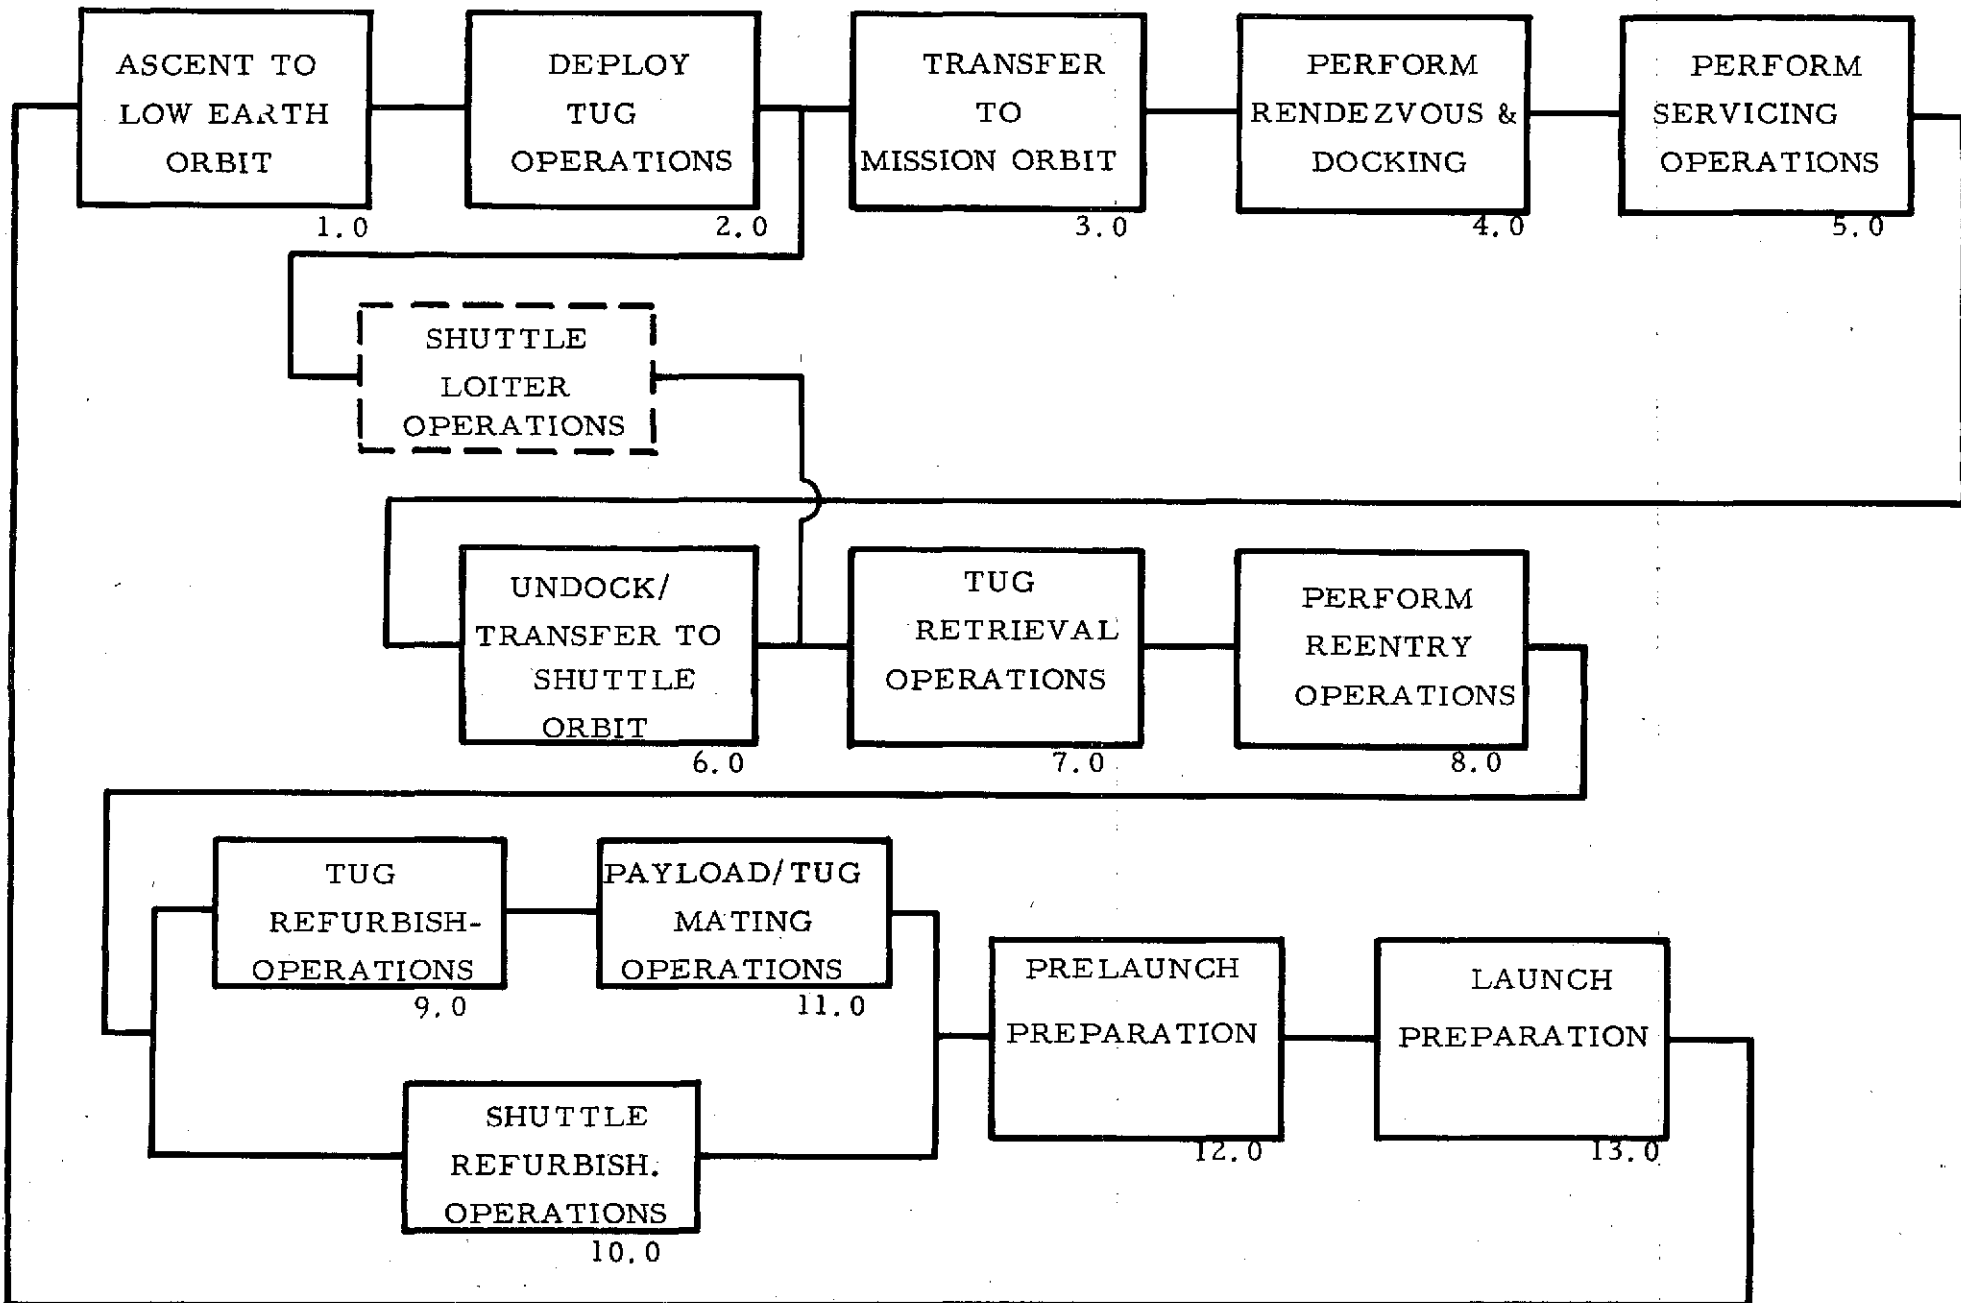 ASCENT TO
LOW EARTH
ORBIT
1.0
DEPLOY
TUG
OPERATIONS
2.0
TRANSFER
TO
MISSION ORBIT
3.0
PERFORM
RENDEZVOUS &
DOCKING
4.0
PERFORM
SERVICING
OPERATIONS
5.0
SHUTTLE
LOITER
OPERATIONS
UNDOCK/
TRANSFER TO
SHUTTLE
ORBIT
6.0
TUG
RETRIEVAL
OPERATIONS
7.0
PERFORM
REENTRY
OPERATIONS
8.0
TUG
REFURBISH-
OPERATIONS
9.0
PAYLOAD/TUG
MATING
OPERATIONS
11.0
SHUTTLE
REFURBISH.
OPERATIONS
10.0
PRELAUNCH
PREPARATION
12.0
LAUNCH
PREPARATION
13.0